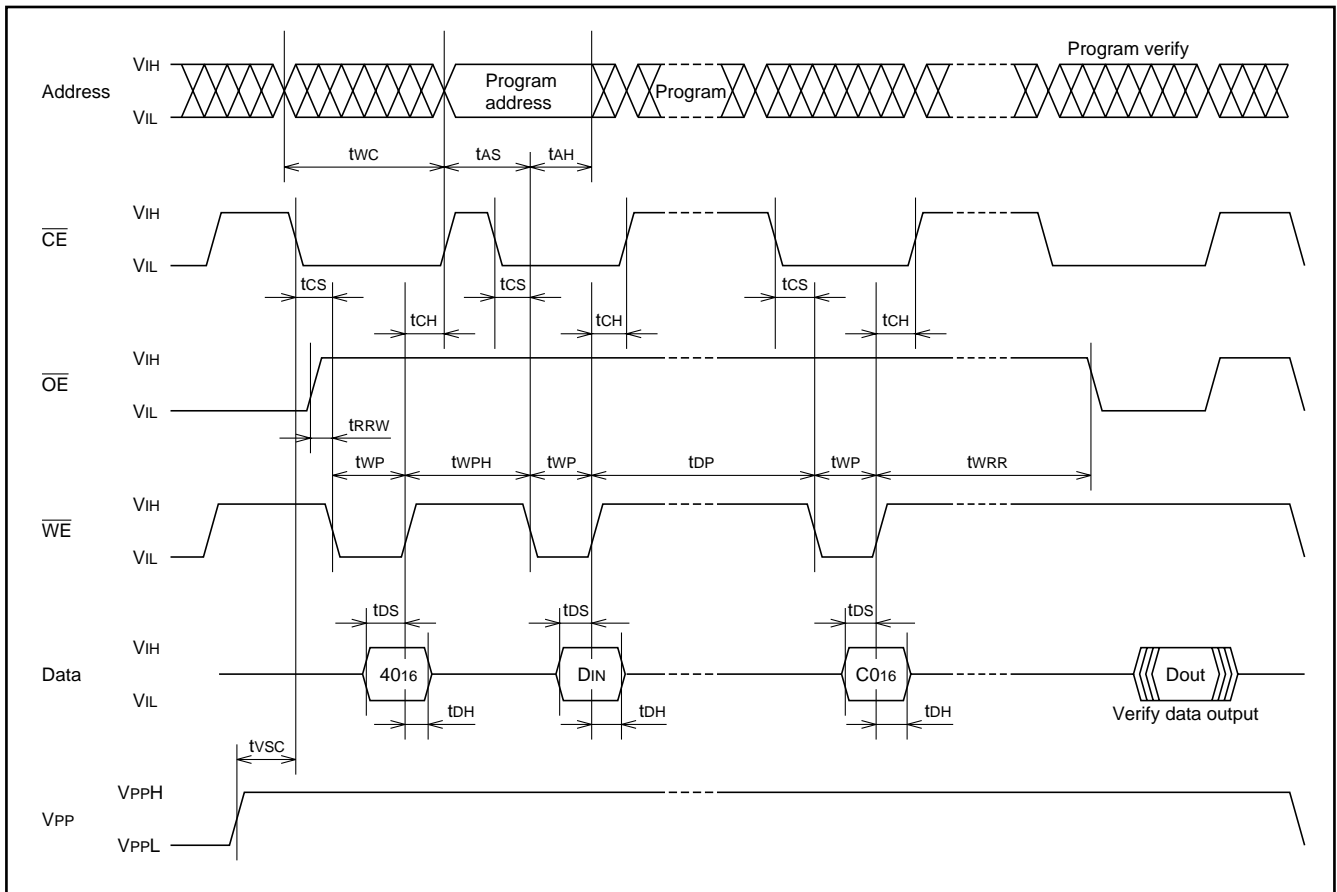 Program verify
Address
VIH
VIL
Program address
Program
tWC
tAS
tAH
CE
VIH
VIL
tCS
tCH
tCS
tCH
tCS
tCH
OE
VIH
VIL
tRRW
tWP
tWPH
tWP
tDP
tWP
tWRR
WE
VIH
VIL
tDS
tDS
tDS
Data
VIH
VIL
4016
DIN
C016
Dout
tDH
tDH
tDH
Verify data output
tVSC
VPP
VPPH
VPPL